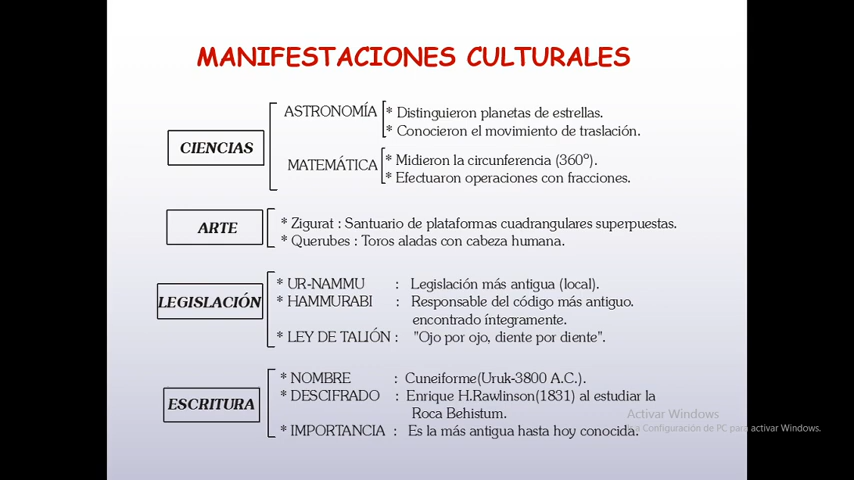 MANIFESTACIONES CULTURALES
CIENCIAS
ASTRONOMÍA
* Distinguieron planetas de estrellas.
* Conocieron el movimiento de traslación.
MATEMÁTICA
* Midieron la circunferencia (360º).
* Efectuaron operaciones con fracciones.
ARTE
* Zigurat : Santuario de plataformas cuadrangulares superpuestas.
* Querubes : Toros aladas con cabeza humana.
LEGISLACIÓN
* UR-NAMMU : Legislación más antigua (local).
* HAMMURABI : Responsable del código más antiguo.
encontrado íntegramente.
* LEY DE TALIÓN : "Ojo por ojo, diente por diente".
ESCRITURA
* NOMBRE : Cuneiforme(Uruk-3800 A.C.).
* DESCIFRADO : Enrique H.Rawlinson(1831) al estudiar la
Roca Behistum.
* IMPORTANCIA : Es la más antigua hasta hoy conocida.
Activar Windows
a Configuración de PC para activar Windows.